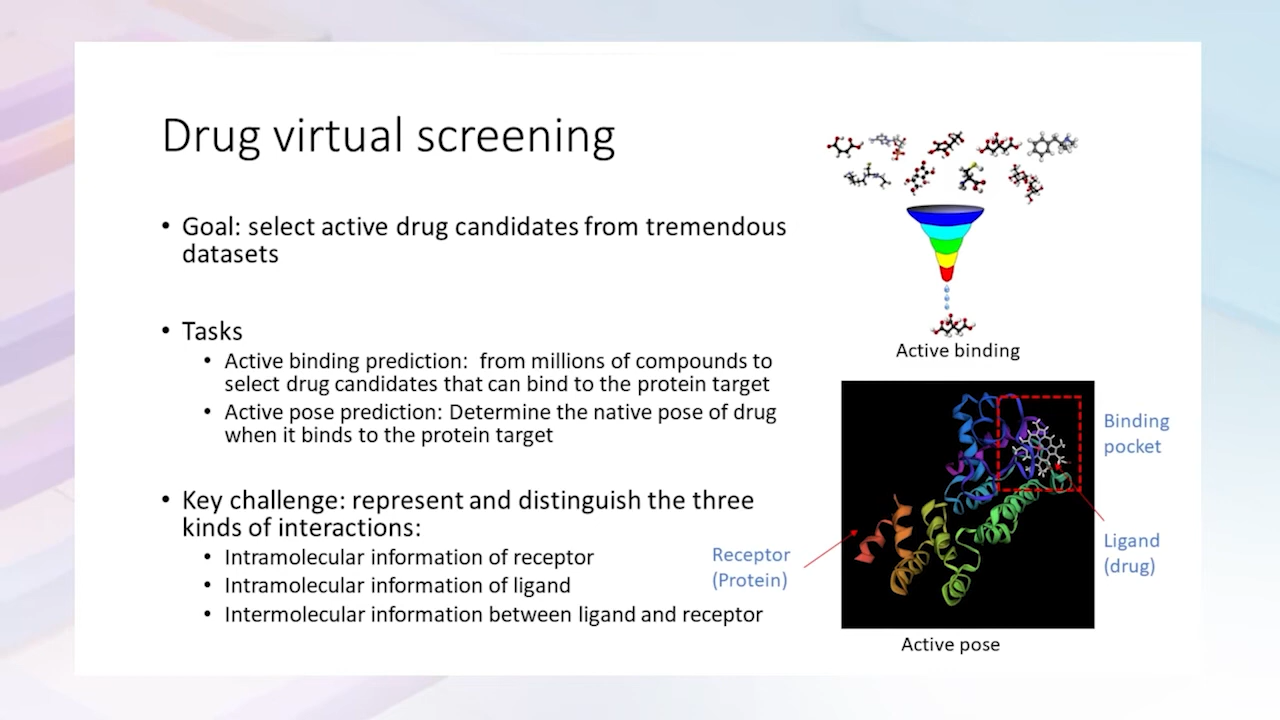 Drug virtual screening
• Goal: select active drug candidates from tremendous
datasets
• Tasks
• Active binding prediction: from millions of compounds to
select drug candidates that can bind to the protein target
• Active pose prediction: Determine the native pose of drug
when it binds to the protein target
• Key challenge: represent and distinguish the three
kinds of interactions:
• Intramolecular information of receptor
• Intramolecular information of ligand
• Intermolecular information between ligand and receptor
Active binding
Binding
pocket
Receptor
(Protein)
Ligand
(drug)
Active pose